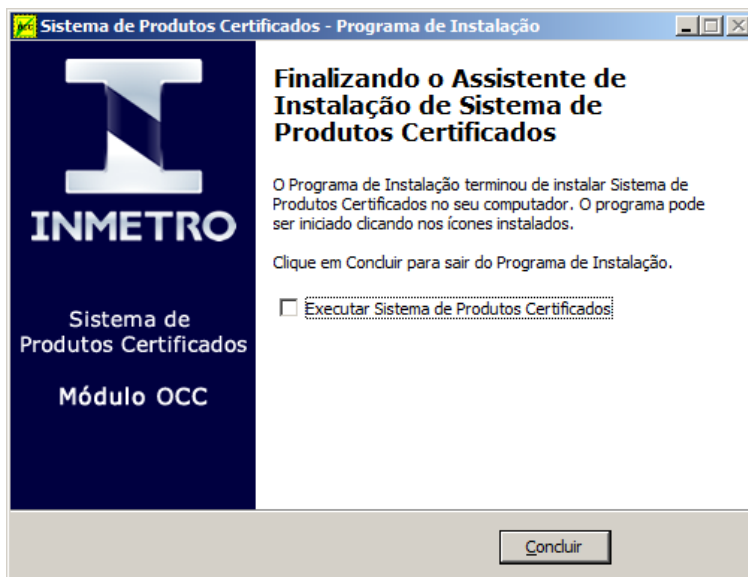 Sistema de Produtos Certificados - Programa de Instalação
INMETRO
Sistema de
Produtos Certificados
Módulo OCC
Finalizando o Assistente de
Instalação de Sistema de
Produtos Certificados
O Programa de Instalação terminou de instalar Sistema de
Produtos Certificados no seu computador. O programa pode
ser iniciado clicando nos ícones instalados.
Clique em Concluir para sair do Programa de Instalação.
Executar Sistema de Produtos Certificados
Concluir